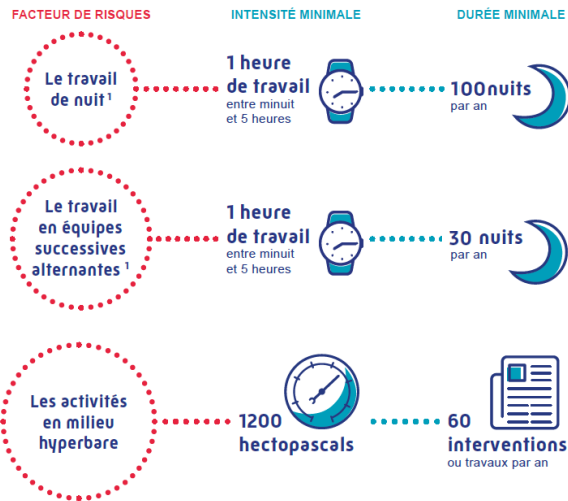 FACTEUR DE RISQUES
INTENSITÉ MINIMALE
DURÉE MINIMALE
Le travail
de nuit ¹
1 heure
de travail
entre minuit
et 5 heures
100nuits
par an
Le travail
en équipes
successives
alternantes ¹
1 heure
de travail
entre minuit
et 5 heures
30 nuits
par an
Les activités
en milieu
hyperbare
1200
hectopascals
60
interventions
ou travaux par an